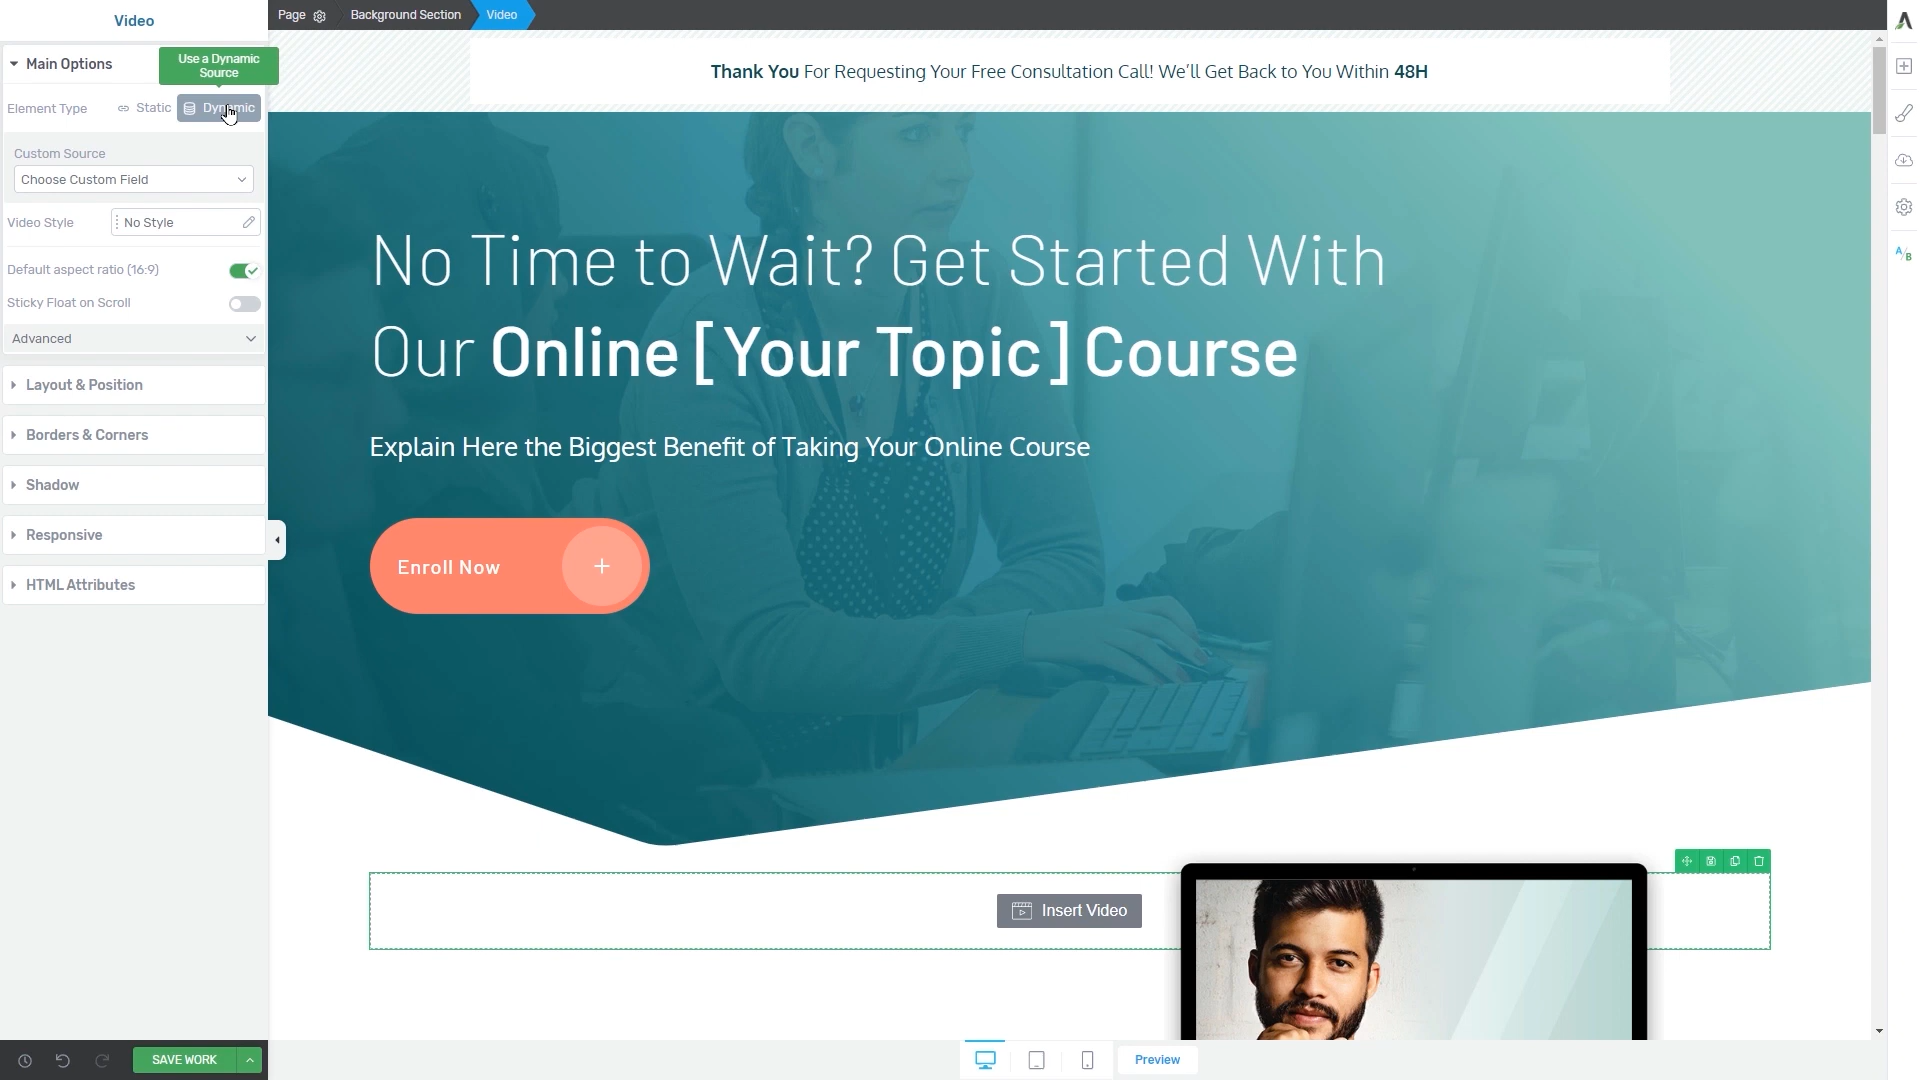 Video
Page
Background Section
Video
Main Options
Use a Dynamic
Source
Element Type
Static
Dynamic
Custom Source
Choose Custom Field
Video Style
No Style
Default aspect ratio (16:9)
Sticky Float on Scroll
Advanced
Layout & Position
Borders & Corners
Shadow
Responsive
HTML Attributes
SAVE WORK
Thank You For Requesting Your Free Consultation Call! We'll Get Back to You Within 48H
No Time to Wait? Get Started With
Our Online [Your Topic] Course
Explain Here the Biggest Benefit of Taking Your Online Course
Enroll Now
Insert Video
Preview
A/B